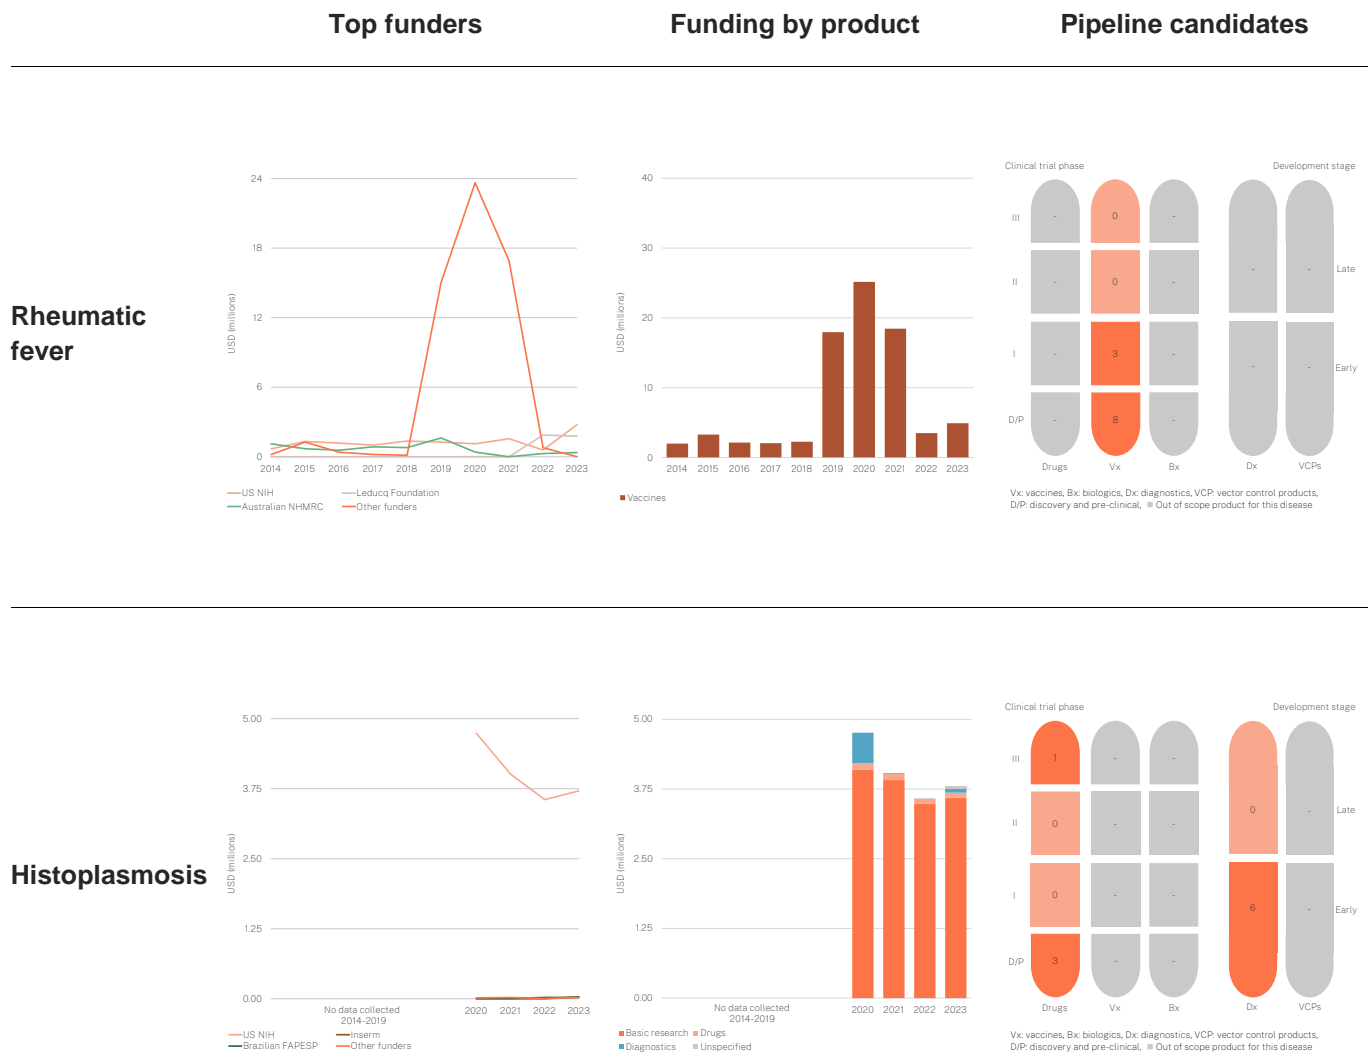 Top funders
Funding by product
Pipeline candidates
Rheumatic
fever
24
18
12
6
0
USD (millions)
2014 2015 2016 2017 2018 2019 2020 2021 2022 2023
US NIH Leducq Foundation
Australian NHMRC Other funders
40
30
20
10
0
USD (millions)
2014 2015 2016 2017 2018 2019 2020 2021 2022 2023
Vaccines
Clinical trial phase Development stage
III - 0 -
II - 0 - - - Late
I - 3 - - - Early
D/P - 8 -
Drugs Vx Bx Dx VCPs
Vx: vaccines, Bx: biologics, Dx: diagnostics, VCP: vector control products,
D/P: discovery and pre-clinical, Out of scope product for this disease
Histoplasmosis
5.00
3.75
2.50
1.25
0.00
USD (millions)
No data collected
2014-2019
2020 2021 2022 2023
US NIH Inserm
Brazilian FAPESP Other funders
5.00
3.75
2.50
1.25
0.00
USD (millions)
No data collected
2014-2019
2020 2021 2022 2023
Basic research Drugs
Diagnostics Unspecified
Clinical trial phase Development stage
III 1 - -
II 0 - - 0 - Late
I 0 - - 6 - Early
D/P 3 - -
Drugs Vx Bx Dx VCPs
Vx: vaccines, Bx: biologics, Dx: diagnostics, VCP: vector control products,
D/P: discovery and pre-clinical, Out of scope product for this disease